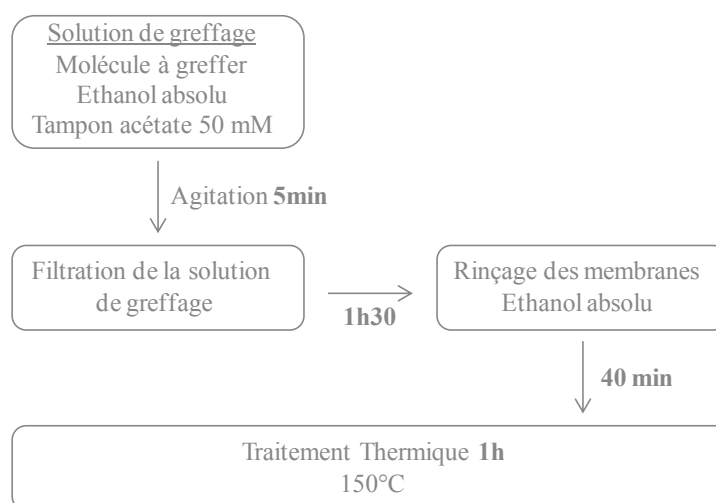 Solution de greffage
Molécule à greffer
Ethanol absolu
Tampon acétate 50 mM
Agitation 5min
Filtration de la solution
de greffage
1h30
Rinçage des membranes
Ethanol absolu
40 min
Traitement Thermique 1h
150°C